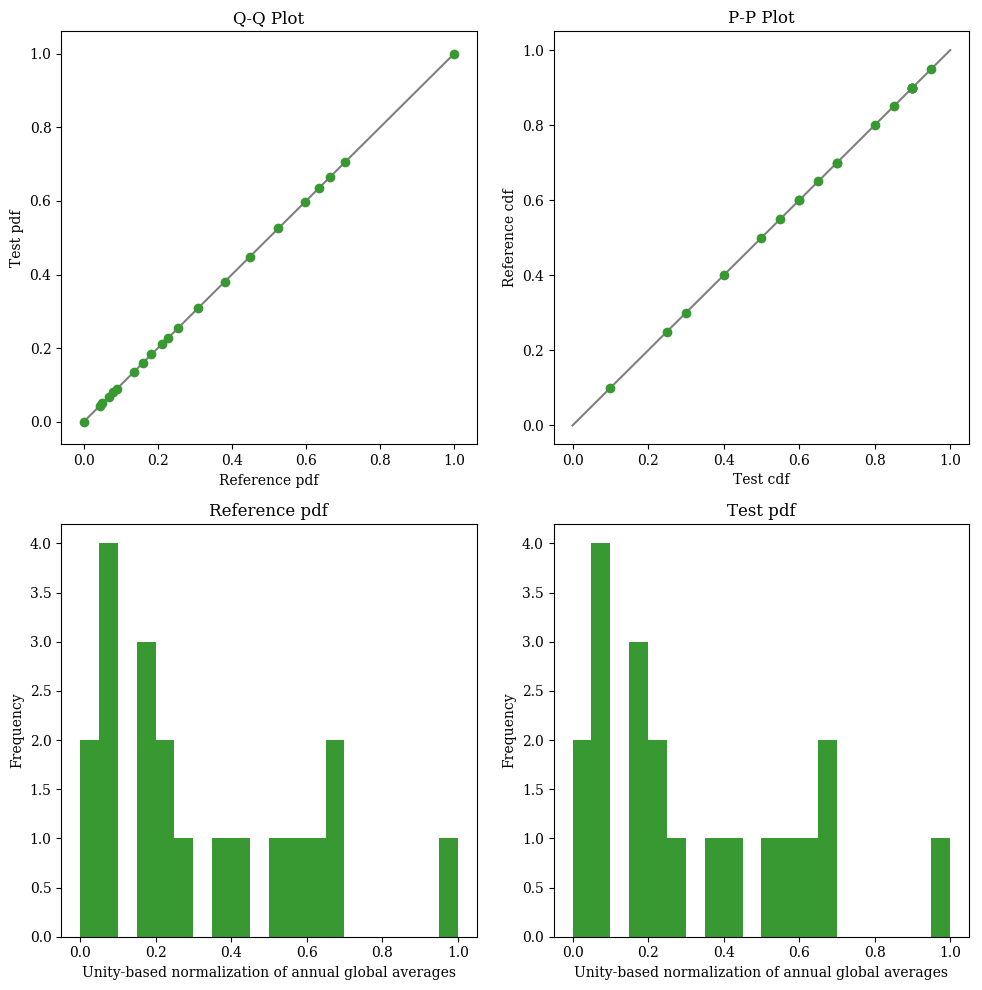 Q-Q Plot
1.0
0.8
0.6
0.4
0.2
0.0
Test pdf
0.0 0.2 0.4 0.6 0.8 1.0
Reference pdf
P-P Plot
1.0
0.8
0.6
0.4
0.2
0.0
Reference cdf
0.0 0.2 0.4 0.6 0.8 1.0
Test cdf
Reference pdf
4.0
3.5
3.0
2.5
2.0
1.5
1.0
0.5
0.0
Frequency
0.0 0.2 0.4 0.6 0.8 1.0
Unity-based normalization of annual global averages
Test pdf
4.0
3.5
3.0
2.5
2.0
1.5
1.0
0.5
0.0
Frequency
0.0 0.2 0.4 0.6 0.8 1.0
Unity-based normalization of annual global averages